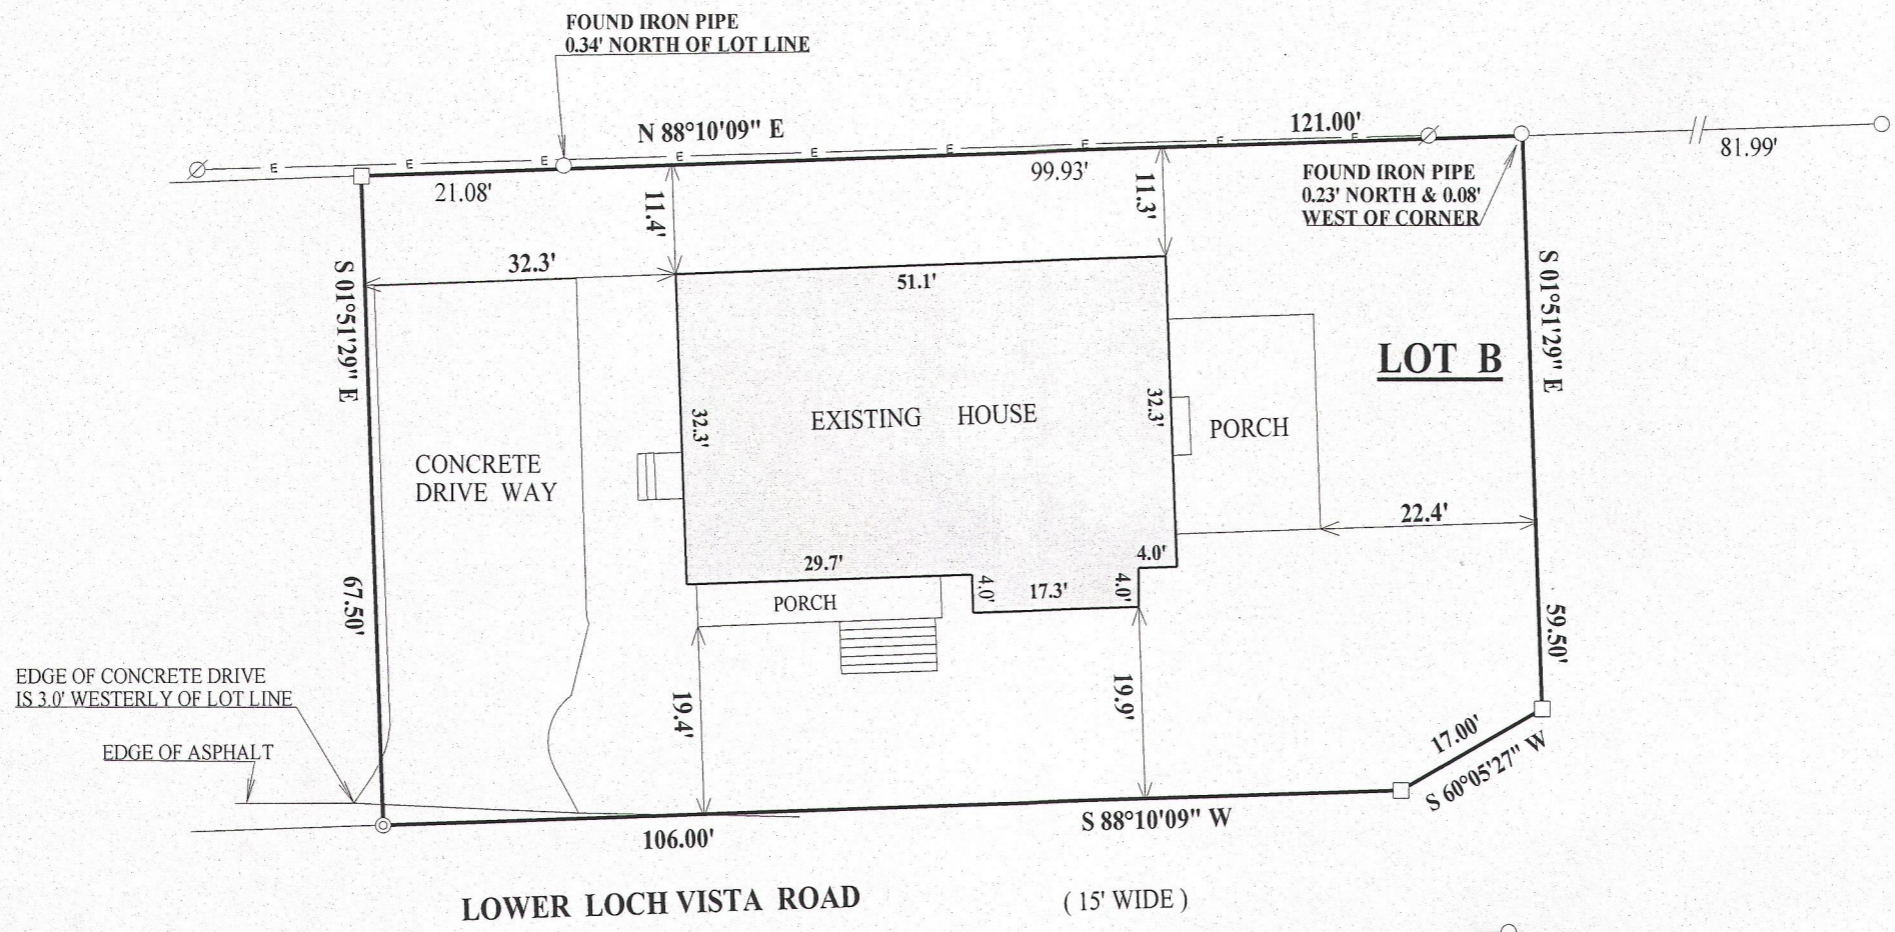 FOUND IRON PIPE
0.34' NORTH OF LOT LINE
N 88°10'09" E
121.00'
E E E E E E E E E
81.99'
21.08'
99.93'
FOUND IRON PIPE
0.23' NORTH & 0.08'
WEST OF CORNER
11.4'
11.3'
32.3'
51.1'
S 01°51'29" E
S 01°51'29" E
LOT B
EXISTING HOUSE
32.3'
32.3'
PORCH
CONCRETE
DRIVE WAY
22.4'
29.7'
4.0'
4.0'
17.3'
4.0'
PORCH
67.50'
59.50'
EDGE OF CONCRETE DRIVE
IS 3.0' WESTERLY OF LOT LINE
19.4'
19.9'
17.00'
S 60°05'27" W
EDGE OF ASPHALT
106.00'
S 88°10'09" W
LOWER LOCH VISTA ROAD
( 15' WIDE )